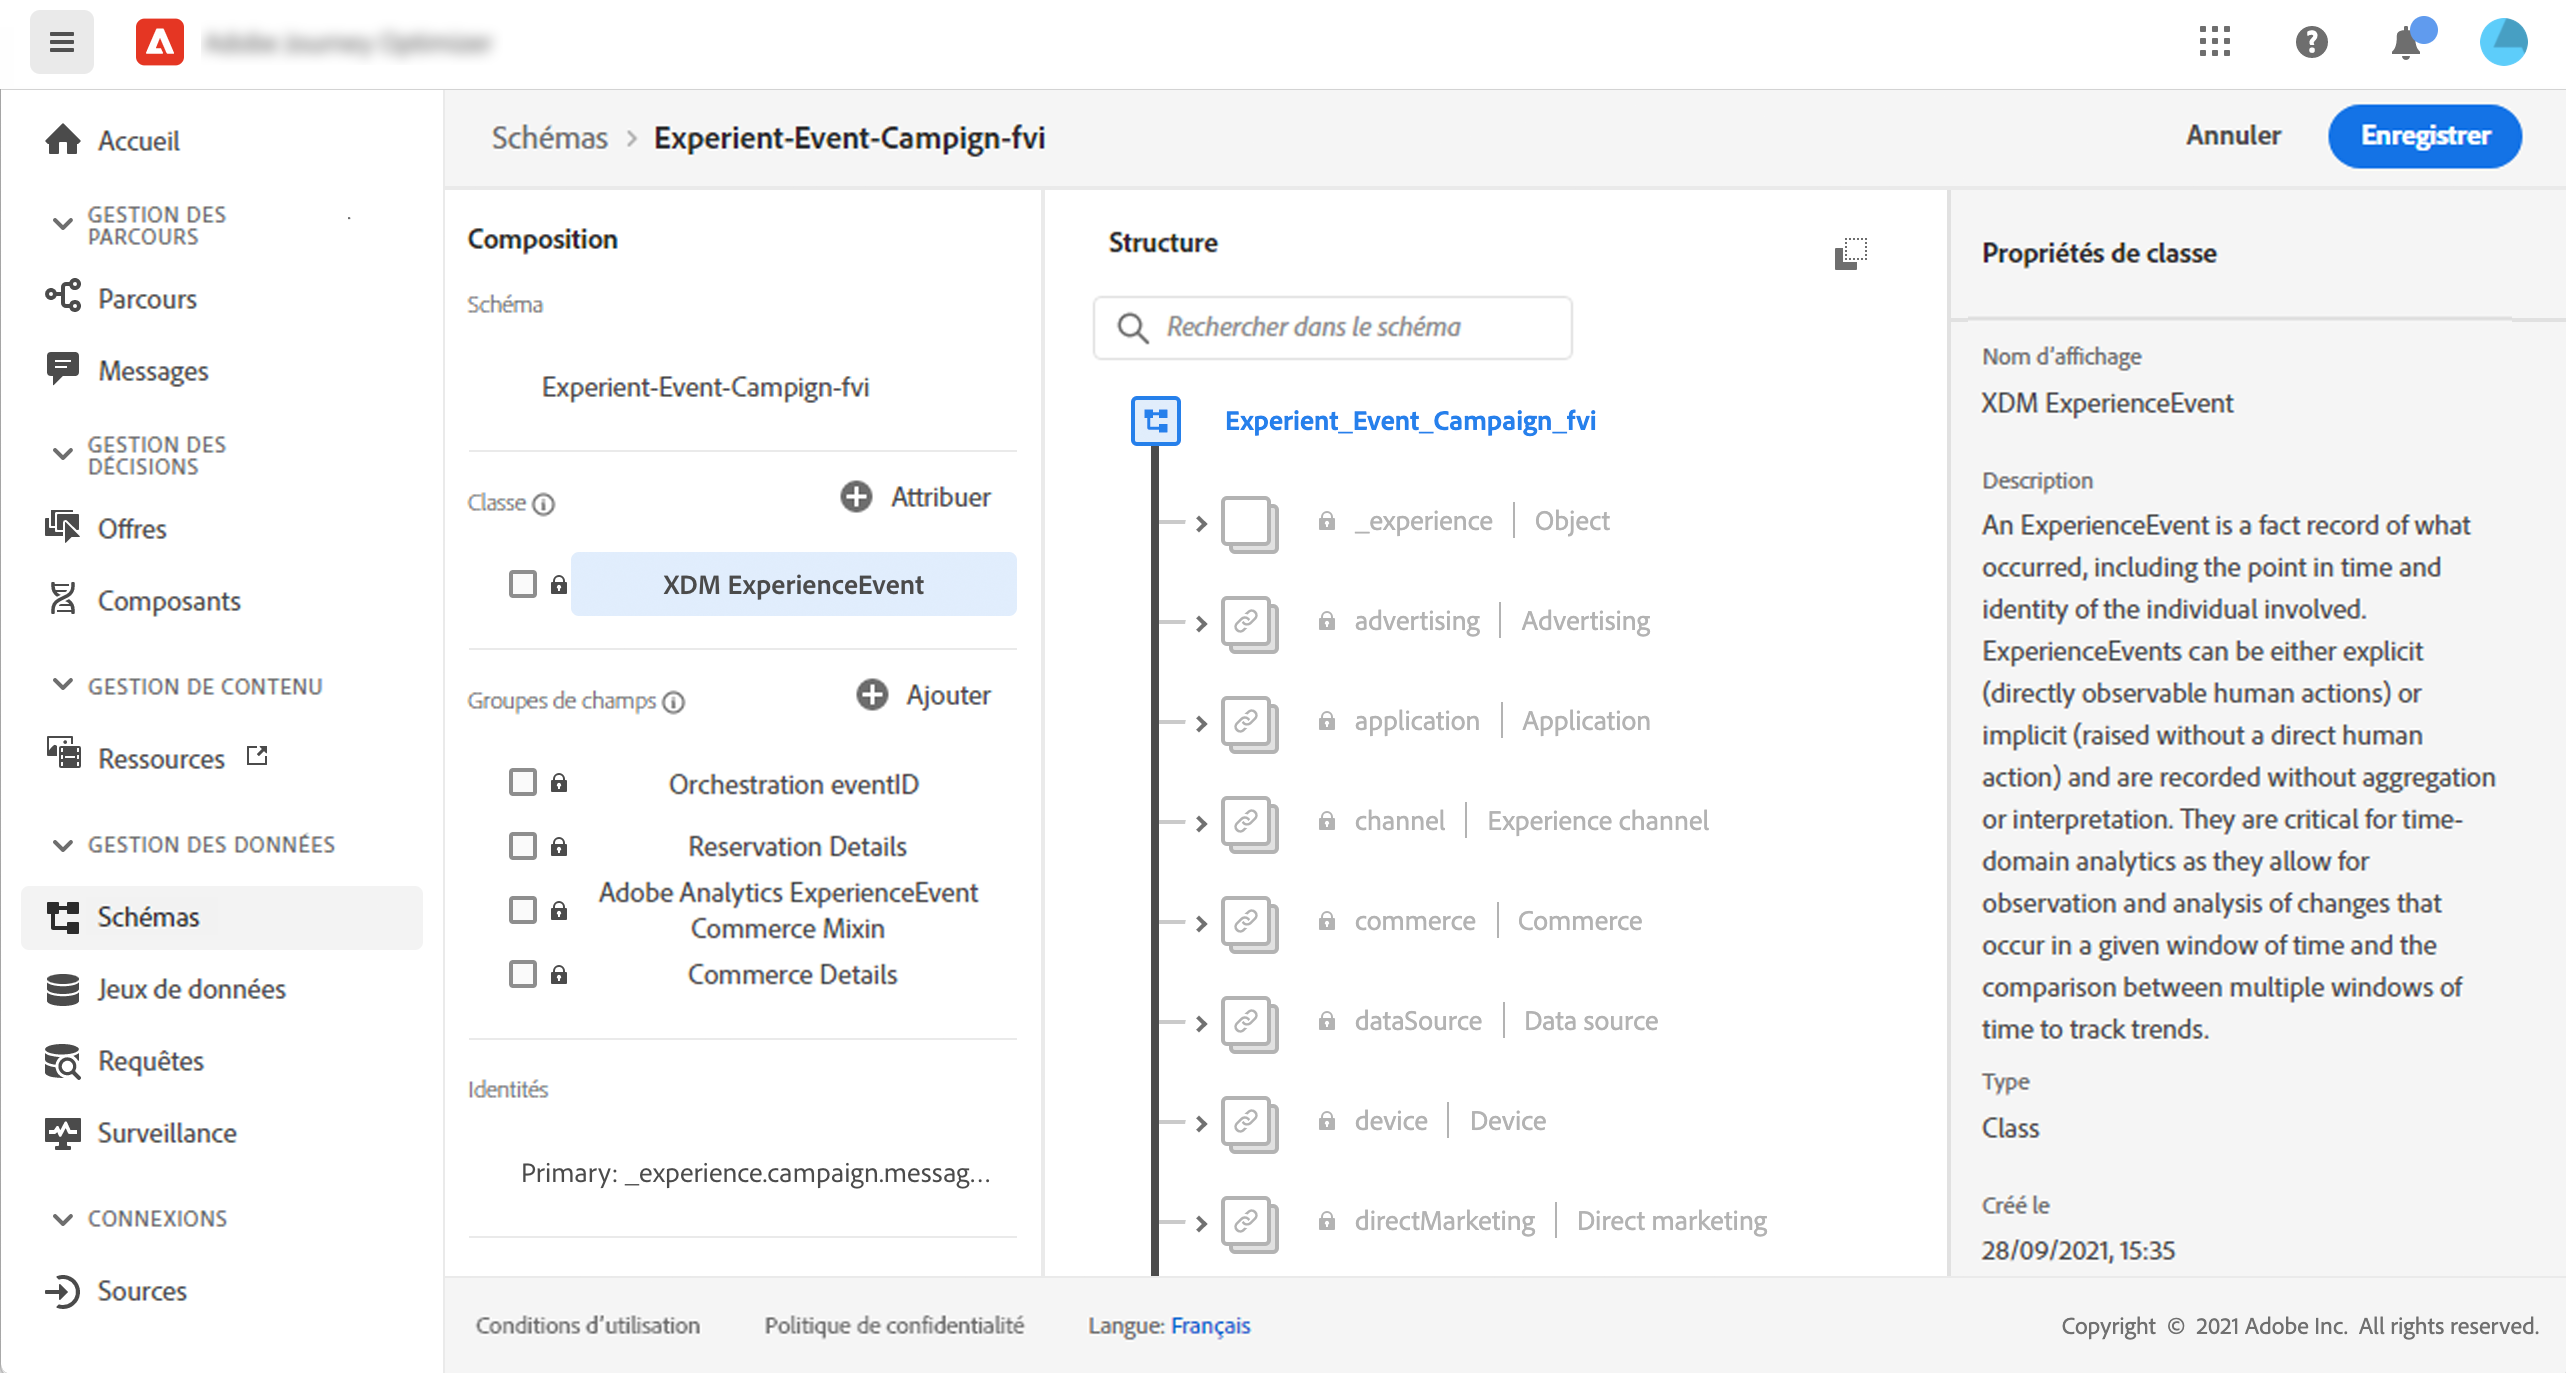 Accueil
GESTION DES
PARCOURS
Parcours
Messages
GESTION DES
DÉCISIONS
Offres
Composants
GESTION DE CONTENU
Ressources
GESTION DES DONNÉES
Schémas
Jeux de données
Requêtes
Surveillance
CONNEXIONS
Sources
Schémas > Experient-Event-Campign-fvi
Annuler
Enregistrer
Composition
Schéma
Experient-Event-Campign-fvi
Classe
Attribuer
XDM ExperienceEvent
Groupes de champs
Ajouter
Orchestration eventID
Reservation Details
Adobe Analytics ExperienceEvent
Commerce Mixin
Commerce Details
Identités
Primary: _experience.campaign.messag...
Structure
Rechercher dans le schéma
Experient_Event_Campaign_fvi
_experience | Object
advertising | Advertising
application | Application
channel | Experience channel
commerce | Commerce
dataSource | Data source
device | Device
directMarketing | Direct marketing
Propriétés de classe
Nom d'affichage
XDM ExperienceEvent
Description
An ExperienceEvent is a fact record of what
occurred, including the point in time and
identity of the individual involved.
ExperienceEvents can be either explicit
(directly observable human actions) or
implicit (raised without a direct human
action) and are recorded without aggregation
or interpretation. They are critical for time-
domain analytics as they allow for
observation and analysis of changes that
occur in a given window of time and the
comparison between multiple windows of
time to track trends.
Type
Class
Créé le
28/09/2021, 15:35
Conditions d'utilisation
Politique de confidentialité
Langue: Français
Copyright © 2021 Adobe Inc. All rights reserved.